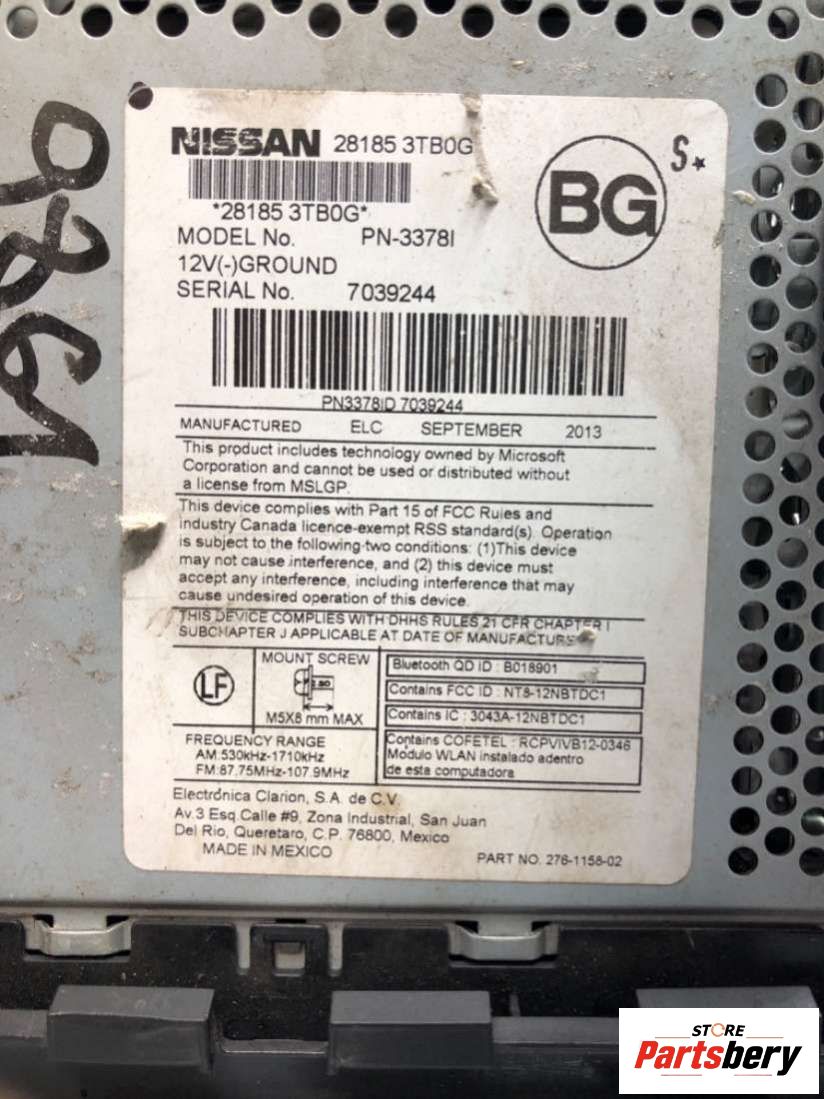 NISSAN 28185 3TB0G
*28185 3TB0G*
BG
S*
MODEL No. PN-3378I
12V(-)GROUND
SERIAL No. 7039244
PN3378ID 7039244
MANUFACTURED ELC SEPTEMBER 2013
This product includes technology owned by Microsoft
Corporation and cannot be used or distributed without
a license from MSLGP.
This device complies with Part 15 of FCC Rules and
industry Canada licence-exempt RSS standard(s). Operation
is subject to the following two conditions: (1)This device
may not cause interference, and (2) this device must
accept any interference, including interference that may
cause undesired operation of this device.
THIS DEVICE COMPLIES WITH DHHS RULES 21 CFR CHAPTER I
SUBCHAPTER J APPLICABLE AT DATE OF MANUFACTURE
LF
MOUNT SCREW
M5X8 mm MAX
Bluetooth QD ID : B018901
Contains FCC ID : NT8-12NBTDC1
Contains IC : 3043A-12NBTDC1
Contains COFETEL : RCPVIVB12-0346
Módulo WLAN instalado adentro
de esta computadora
FREQUENCY RANGE
AM:530kHz-1710kHz
FM:87.75MHz-107.9MHz
Electrónica Clarion, S.A. de C.V.
Av.3 Esq.Calle #9, Zona Industrial, San Juan
Del Rio, Queretaro, C.P. 76800, Mexico
MADE IN MEXICO
PART NO. 276-1158-02
STORE
Partsbery